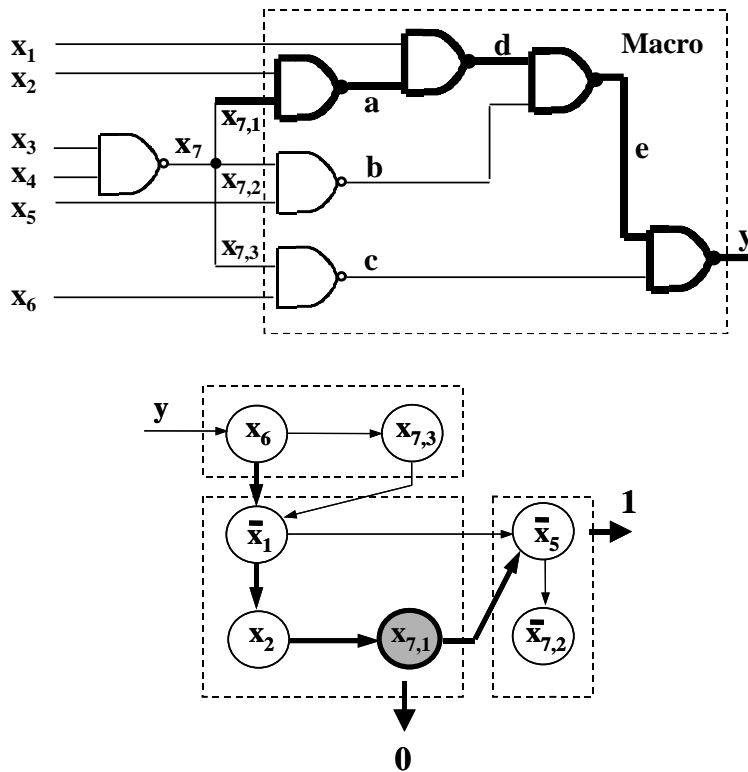 Macro
x₁
x₂
x₃
x₄
x₅
x₆
x₇
x₇,₁
x₇,₂
x₇,₃
a
b
c
d
e
y
y
x₆
x₇,₃
x̄₁
x̄₅
1
x₂
x₇,₁
x̄₇,₂
0